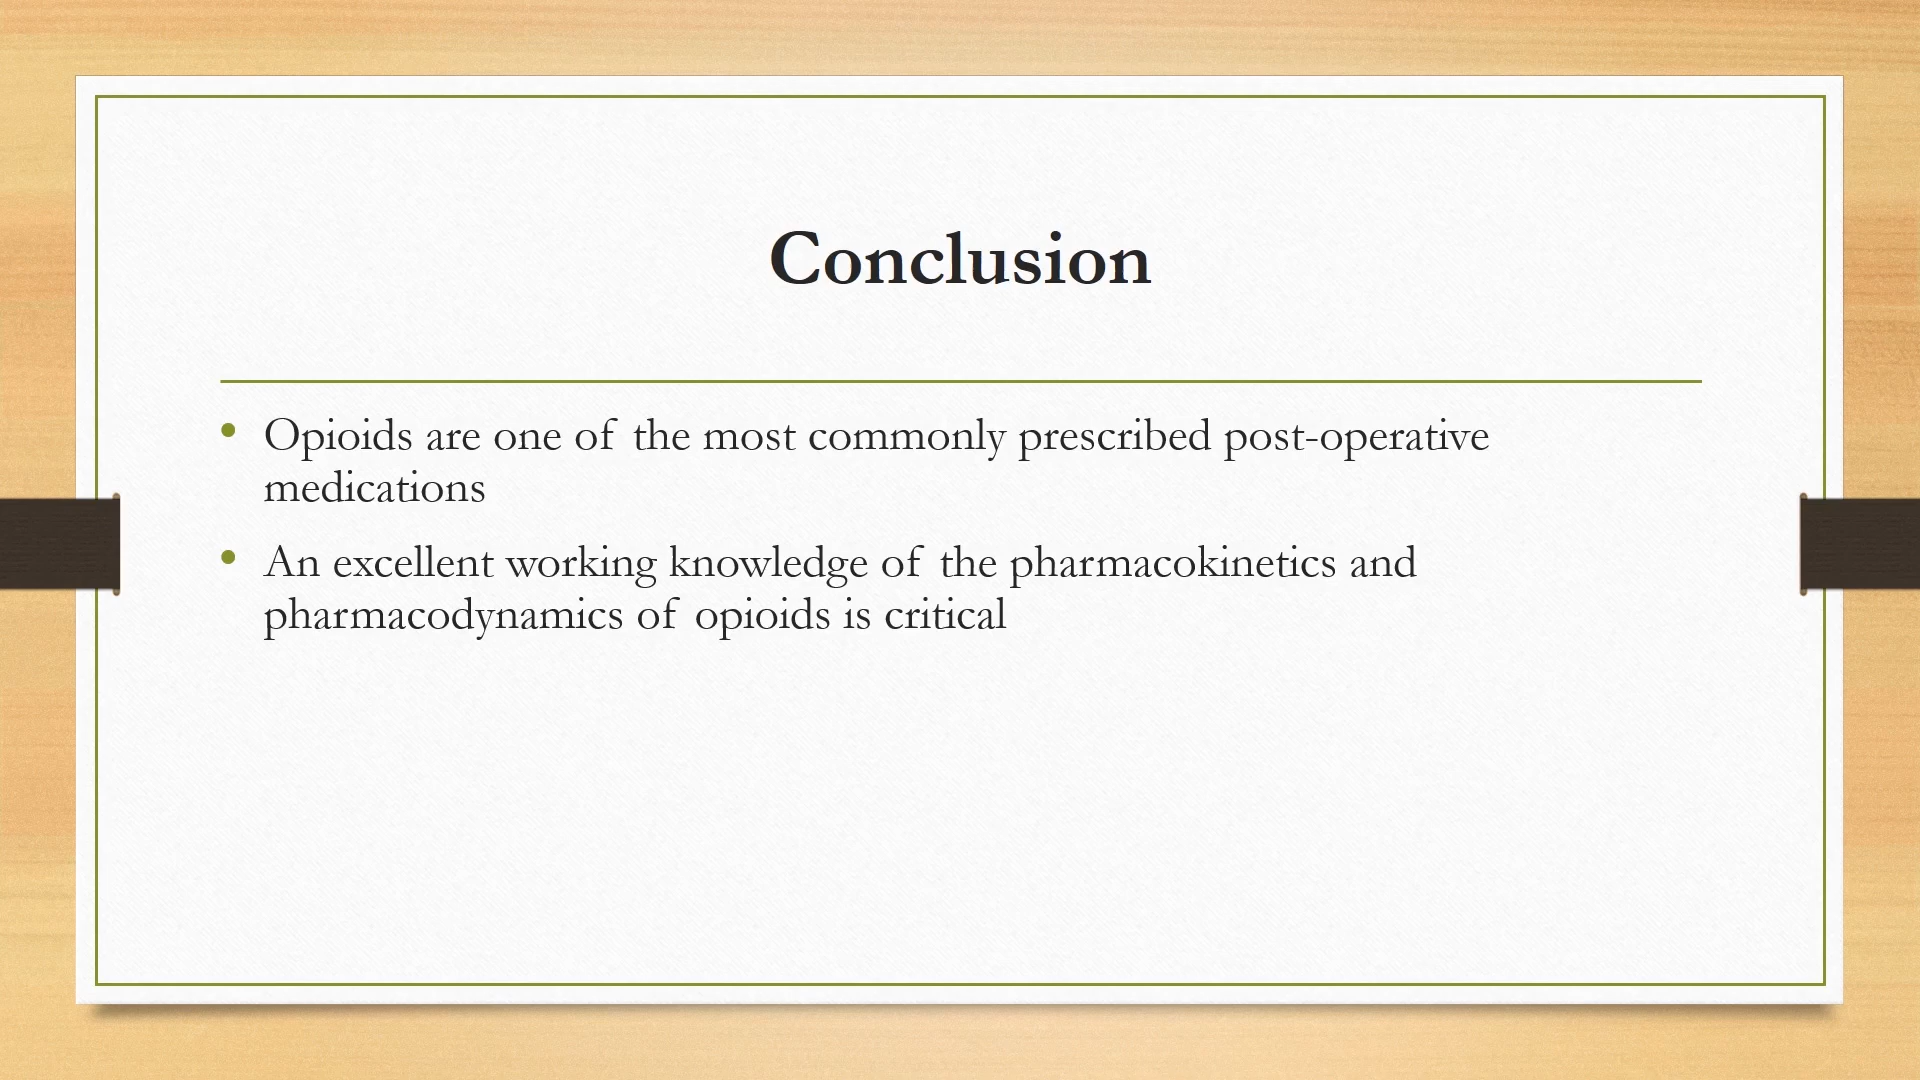 Conclusion
• Opioids are one of the most commonly prescribed post-operative
medications
• An excellent working knowledge of the pharmacokinetics and
pharmacodynamics of opioids is critical